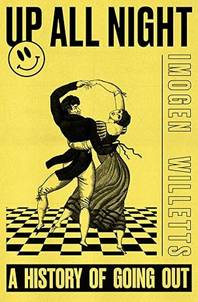 UP ALL NIGHT
IMOGEN WILLETTS
A HISTORY OF GOING OUT